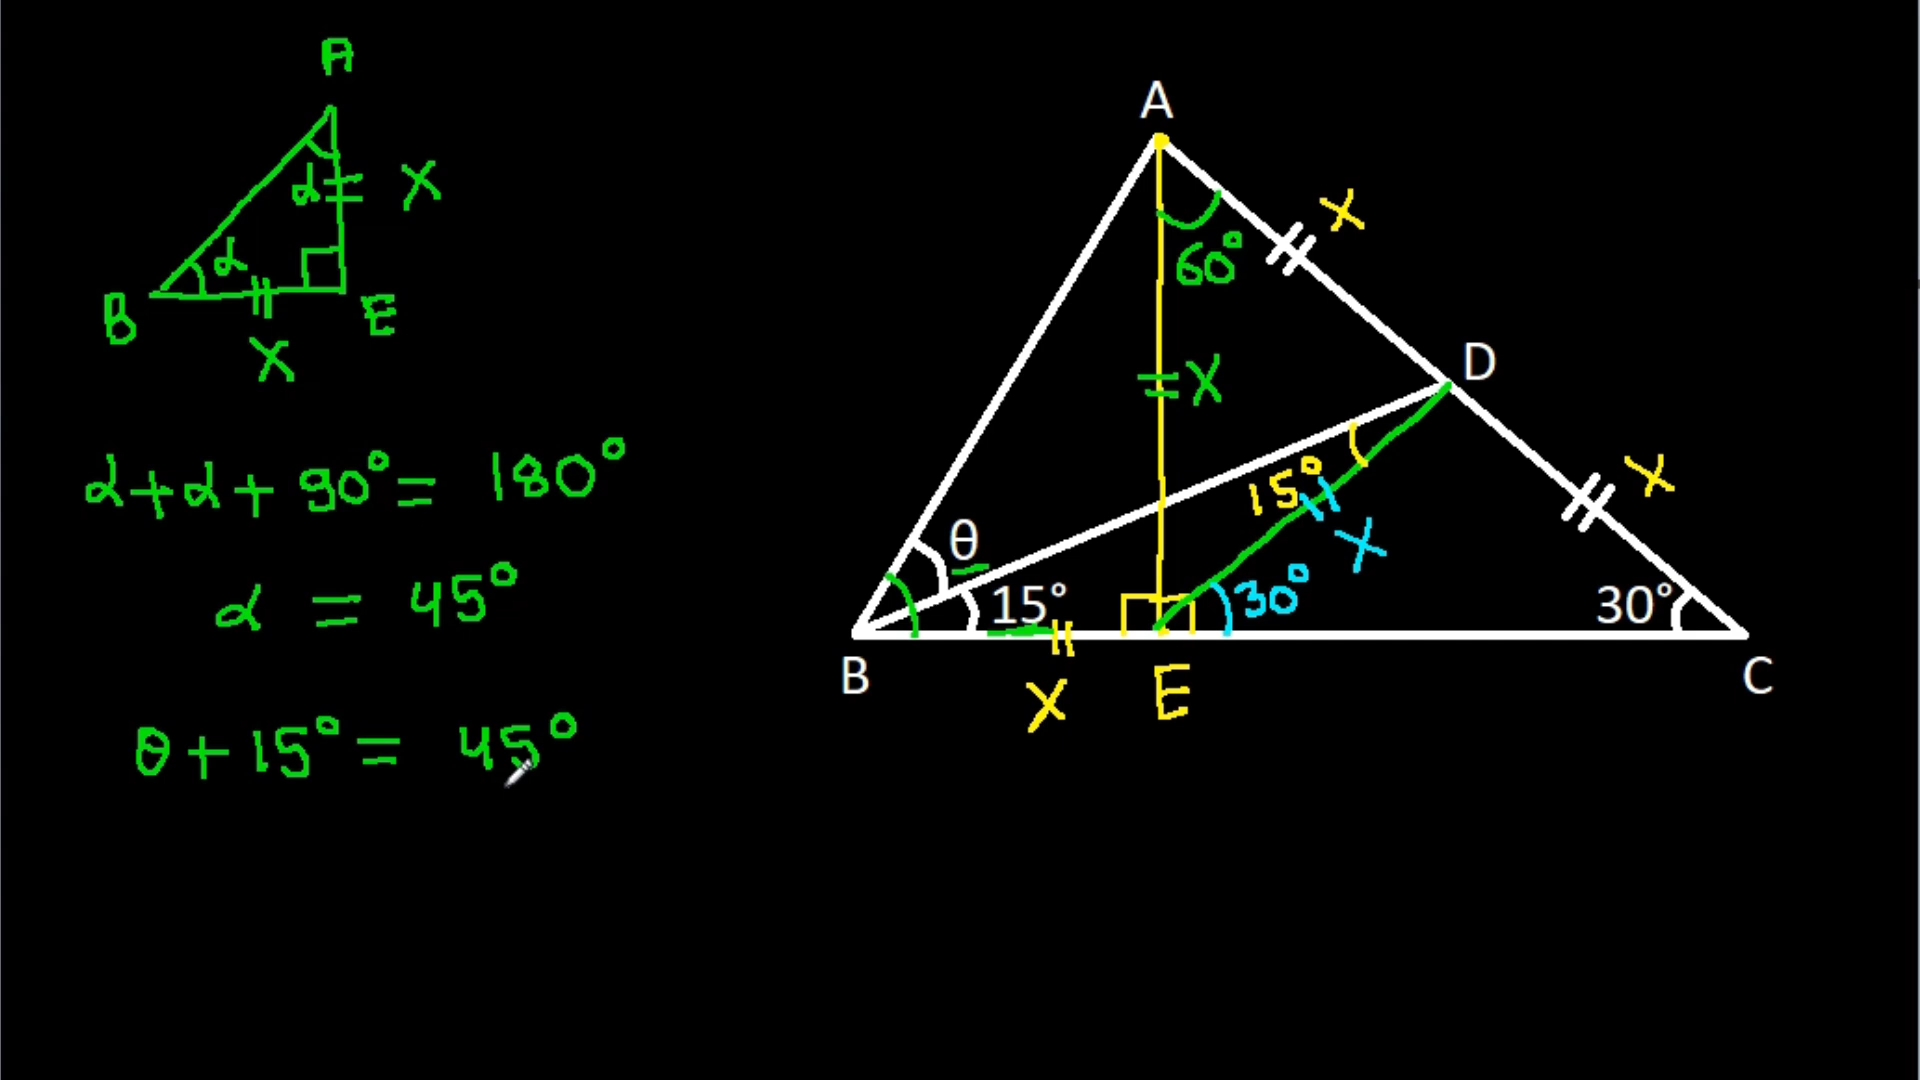 A
α
X
α
B
E
X
α + α + 90° = 180°
α = 45°
θ + 15° = 45°
A
X
60°
= X
D
X
15°
X
θ
15°
30°
30°
B
X
E
C